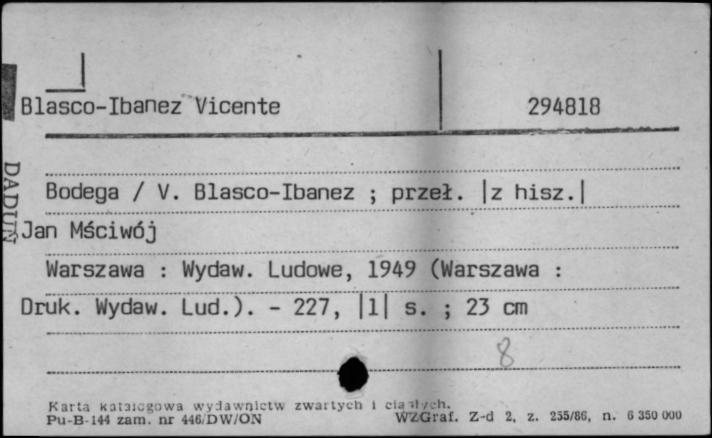 Blasco-Ibanez Vicente 294818
DADUN
Bodega / V. Blasco-Ibanez ; przeł. |z hisz.|
Jan Mściwój
Warszawa : Wydaw. Ludowe, 1949 (Warszawa :
Druk. Wydaw. Lud.). - 227, |1| s. ; 23 cm
8
Karta katalogowa wydawnictw zwartych i ciągłych.
Pu-B-144 zam. nr 446/DW/ON WZGraf. Z-d 2, z. 255/86, n. 6 350 000